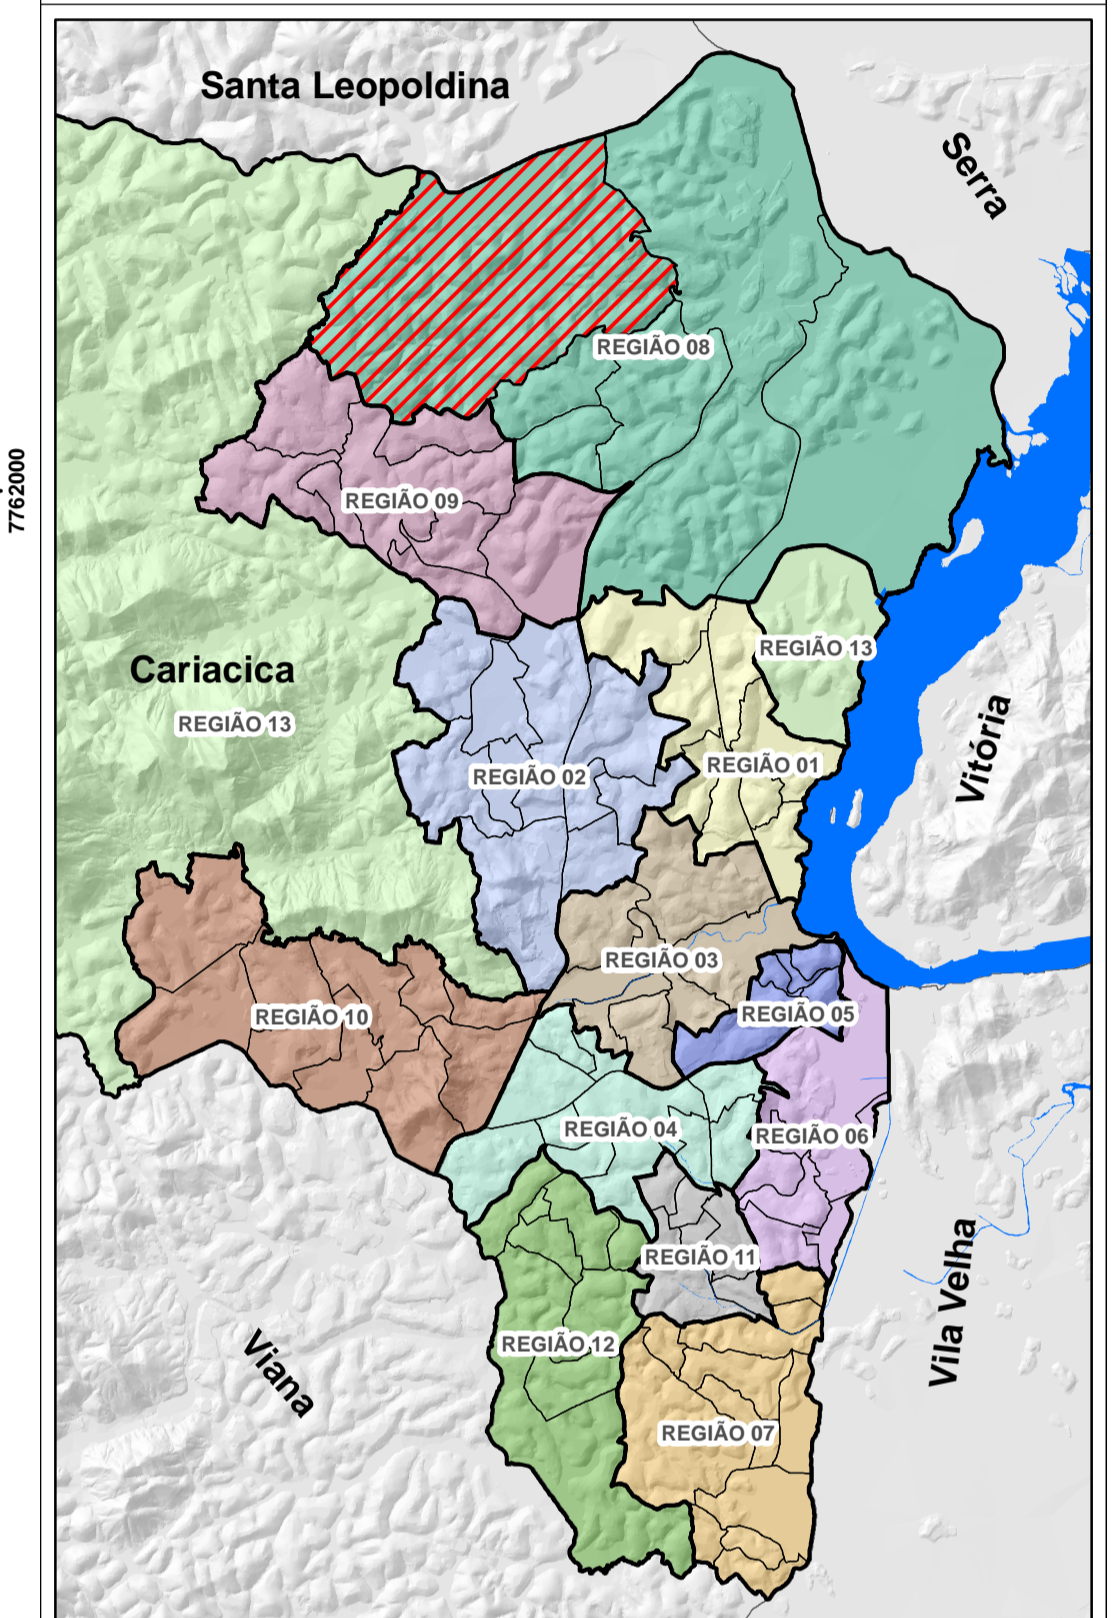 Santa Leopoldina
Serra
REGIÃO 08
7762000
REGIÃO 09
REGIÃO 13
Cariacica
REGIÃO 13
Vitória
REGIÃO 01
REGIÃO 02
REGIÃO 03
REGIÃO 05
REGIÃO 10
REGIÃO 04
REGIÃO 06
REGIÃO 11
Vila Velha
REGIÃO 12
Viana
REGIÃO 07